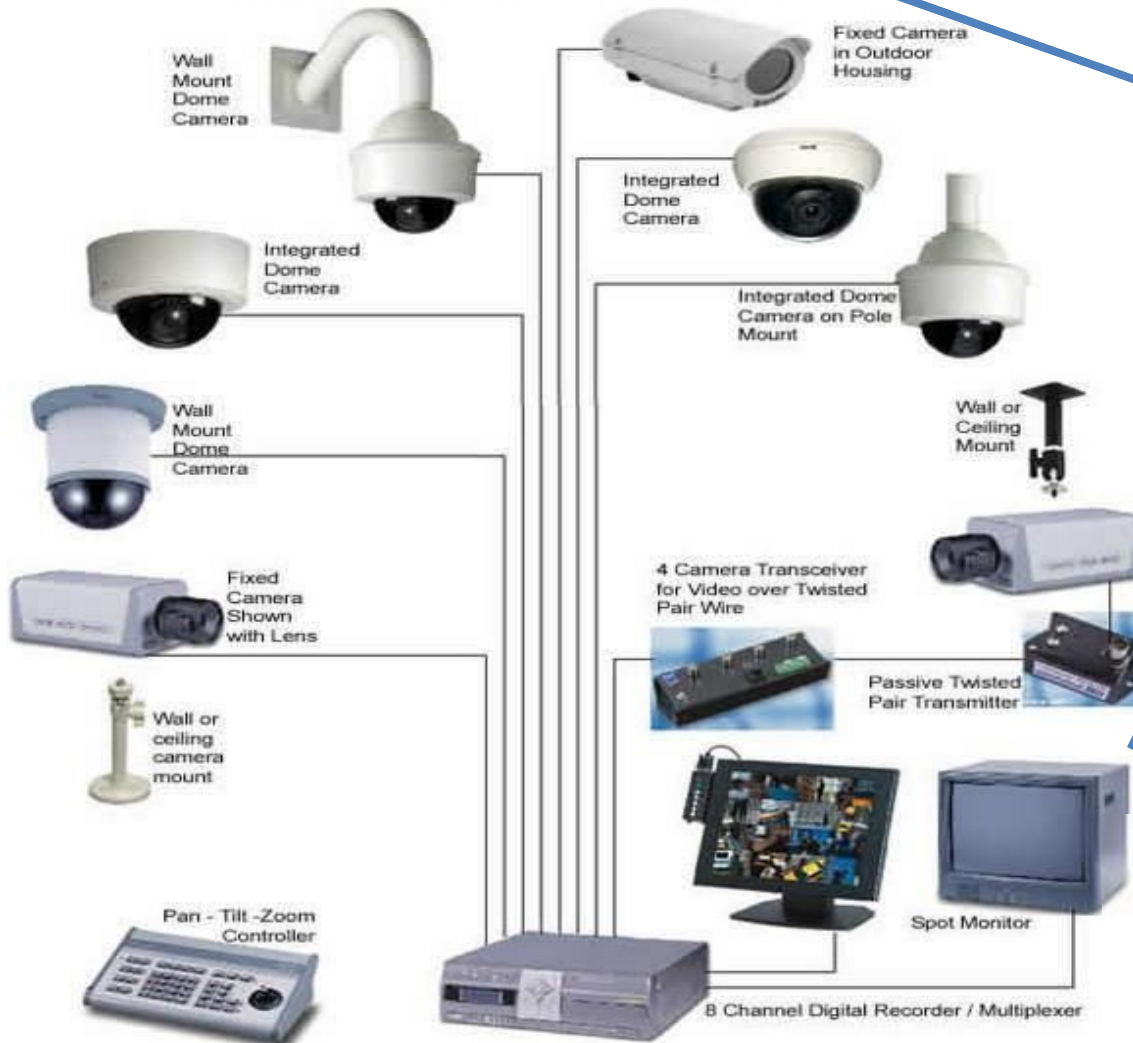 Wall
Mount
Dome
Camera
Fixed Camera
in Outdoor
Housing
Integrated
Dome
Camera
Integrated
Dome
Camera
Integrated Dome
Camera on Pole
Mount
Wall
Mount
Dome
Camera
Wall or
Ceiling
Mount
Fixed
Camera
Shown
with Lens
4 Camera Transceiver
for Video over Twisted
Pair Wire
Passive Twisted
Pair Transmitter
Wall or
ceiling
camera
mount
Spot Monitor
Pan - Tilt -Zoom
Controller
8 Channel Digital Recorder / Multiplexer